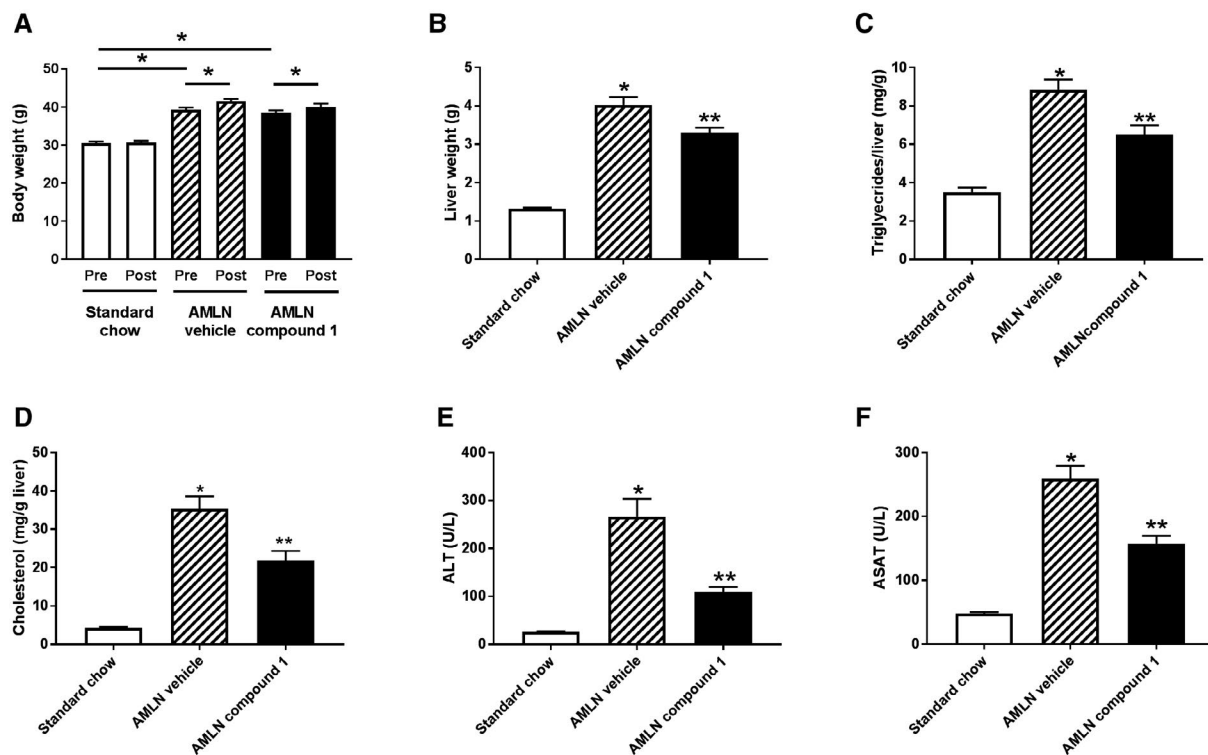 A
*
*
*
*
Body weight (g)
50
40
30
20
10
0
Pre Post Pre Post Pre Post
Standard chow
AMLN vehicle
AMLN compound 1
B
Liver weight (g)
5
4
3
2
1
0
*
**
Standard chow
AMLN vehicle
AMLN compound 1
C
Triglyecrides/liver (mg/g)
10
8
6
4
2
0
*
**
Standard chow
AMLN vehicle
AMLNcompound 1
D
Cholesterol (mg/g liver)
50
40
30
20
10
0
*
**
Standard chow
AMLN vehicle
AMLN compound 1
E
ALT (U/L)
400
300
200
100
0
*
**
Standard chow
AMLN vehicle
AMLN compound 1
F
ASAT (U/L)
300
200
100
0
*
**
Standard chow
AMLN vehicle
AMLN compound 1